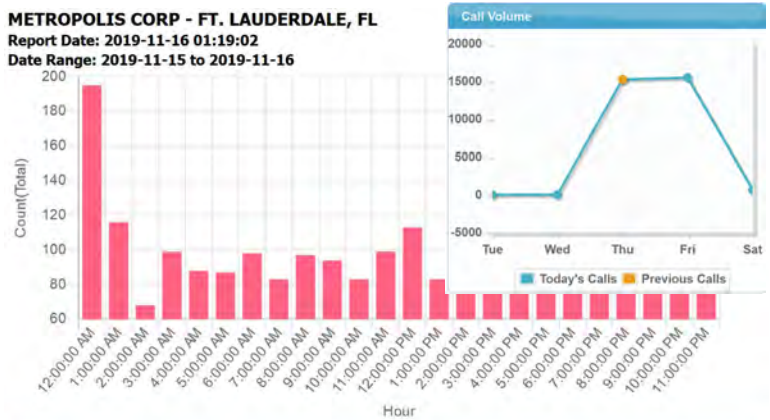 METROPOLIS CORP - FT. LAUDERDALE, FL
Report Date: 2019-11-16 01:19:02
Date Range: 2019-11-15 to 2019-11-16
200
180
160
140
120
100
80
60
Count(Total)
12:00:00 AM
1:00:00 AM
2:00:00 AM
3:00:00 AM
4:00:00 AM
5:00:00 AM
6:00:00 AM
7:00:00 AM
8:00:00 AM
9:00:00 AM
10:00:00 AM
11:00:00 AM
12:00:00 PM
1:00:00 PM
2:00:00 PM
3:00:00 PM
4:00:00 PM
5:00:00 PM
6:00:00 PM
7:00:00 PM
8:00:00 PM
9:00:00 PM
10:00:00 PM
11:00:00 PM
Hour
Call Volume
20000
15000
10000
5000
0
-5000
Tue Wed Thu Fri Sat
Today's Calls Previous Calls